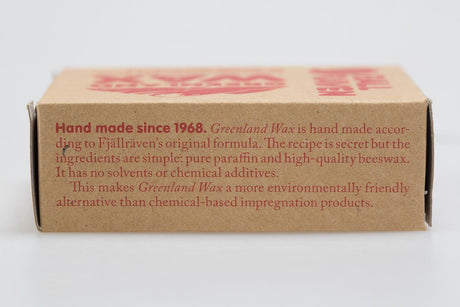 Hand made since 1968. Greenland Wax is hand made accor-
ding to Fjällräven's original formula. The recipe is secret but the
ingredients are simple: pure paraffin and high-quality beeswax.
It has no solvents or chemical additives.
This makes Greenland Wax a more environmentally friendly
alternative than chemical-based impregnation products.